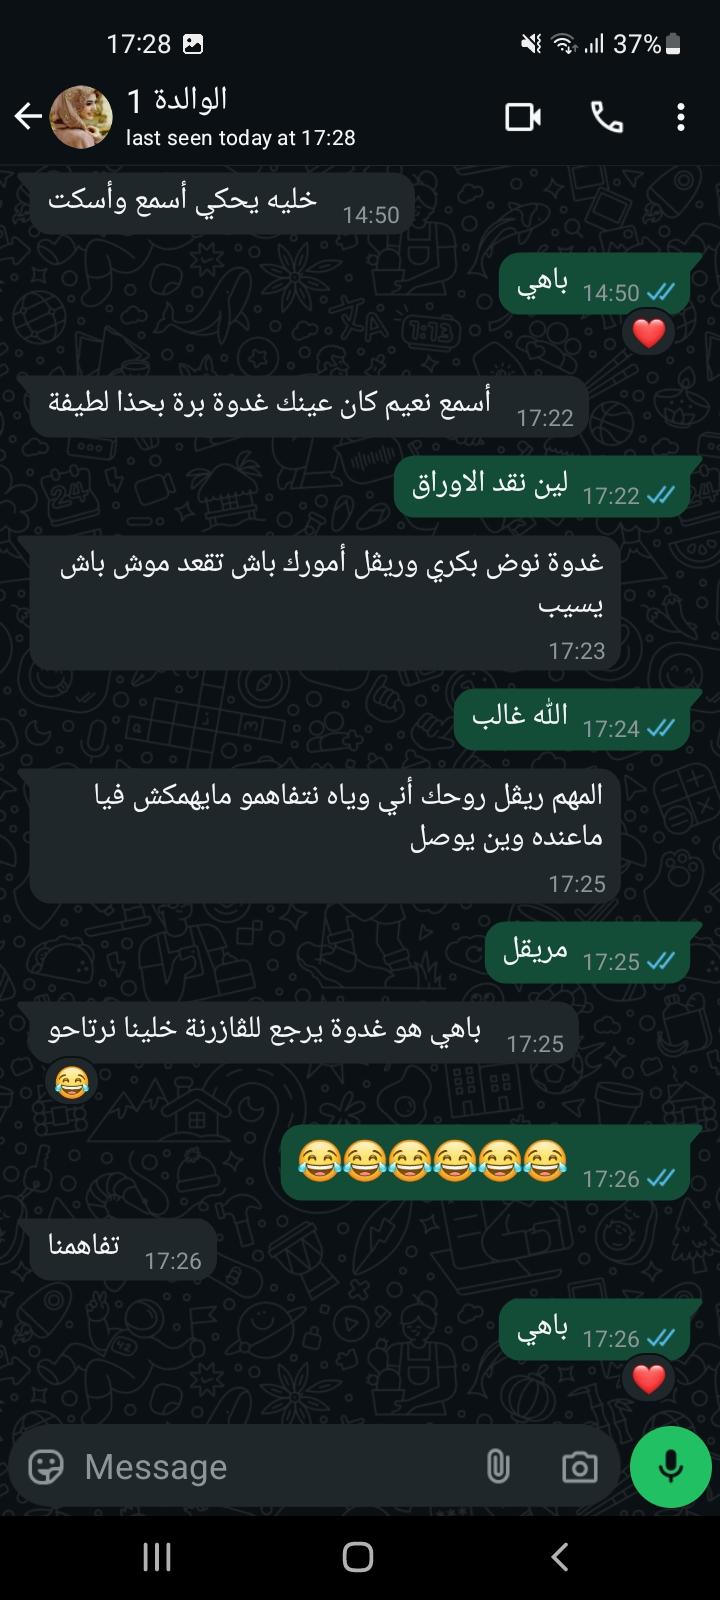 17:28
37%
الوالدة 1
last seen today at 17:28
خليه يحكي أسمع وأسكت
14:50
باهي
14:50
أسمع نعيم كان عينك غدوة برة بحذا لطيفة
17:22
لين نقد الاوراق
17:22
غدوة نوض بكري وريڨل أمورك باش تقعد موش باش
يسيب
17:23
الله غالب
17:24
المهم ريڨل روحك أني وياه نتفاهمو مايهمكش فيا
ماعنده وين يوصل
17:25
مريقل
17:25
باهي هو غدوة يرجع للڨازرنة خلينا نرتاحو
17:25
😂
😂😂😂😂😂😂
17:26
تفاهمنا
17:26
باهي
17:26
Message